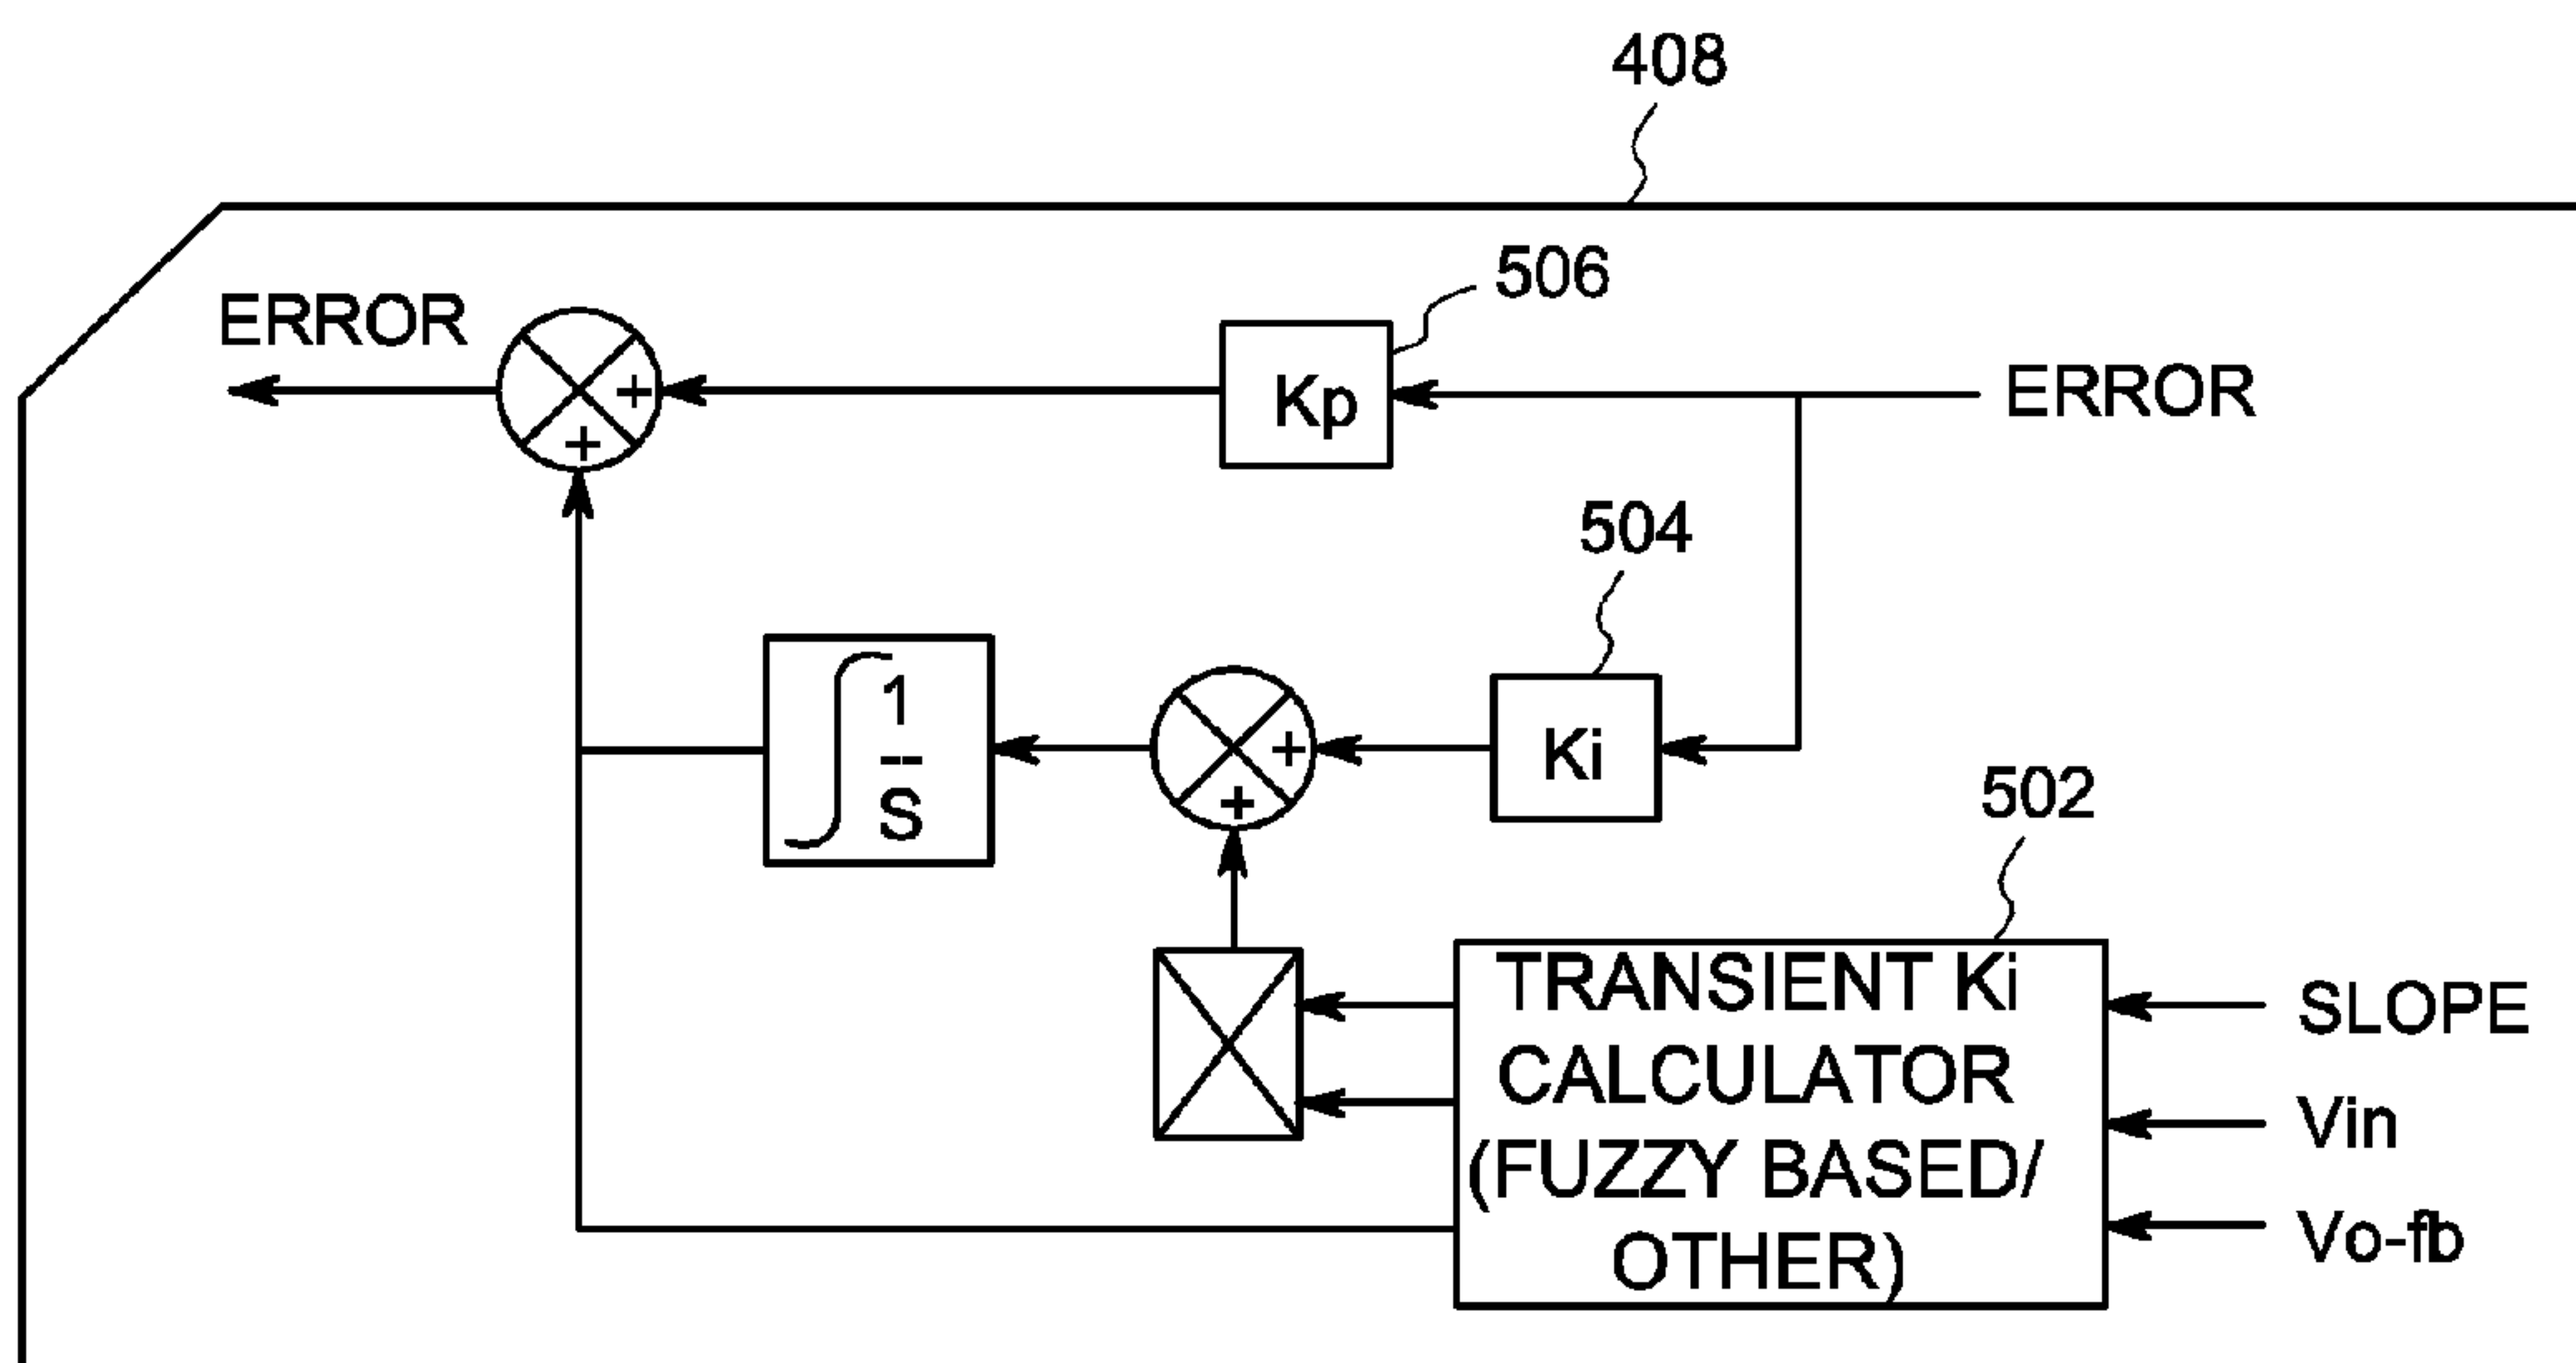 408
506
ERROR
+
Kp
ERROR
+
504
1
--
S
+
Ki
+
502
TRANSIENT Ki
CALCULATOR
(FUZZY BASED/
OTHER)
SLOPE
Vin
Vo-fb